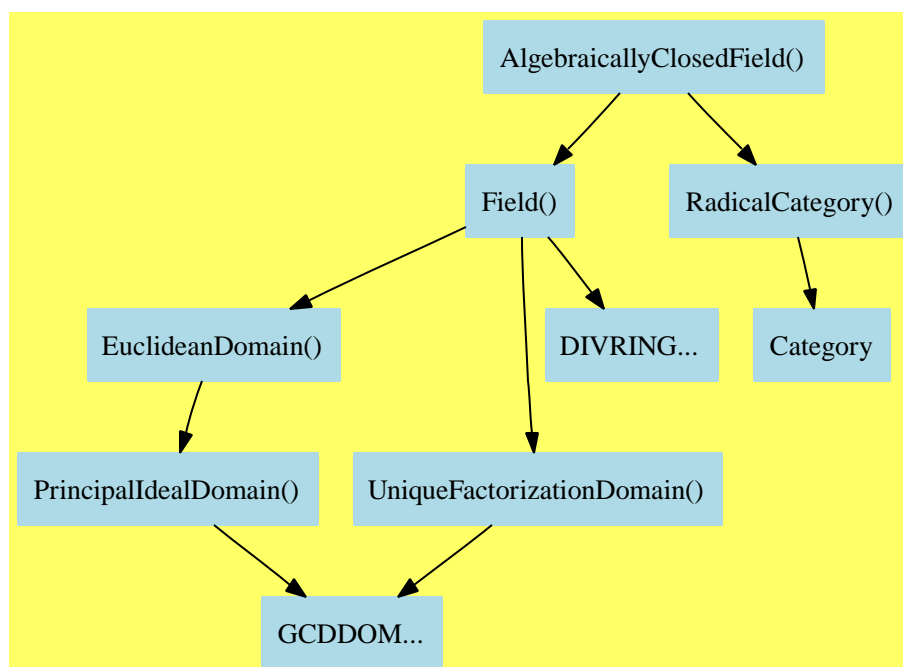 AlgebraicallyClosedField()
Field()
RadicalCategory()
EuclideanDomain()
DIVRING...
Category
PrincipalIdealDomain()
UniqueFactorizationDomain()
GCDDOM...